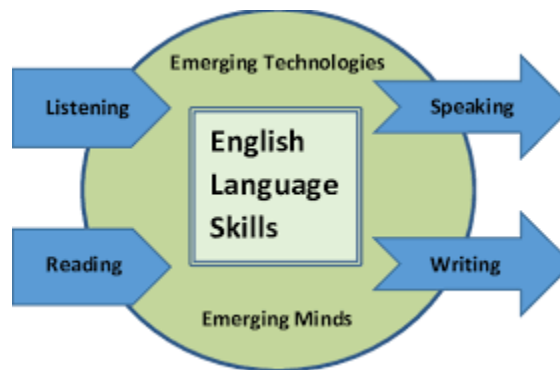 Emerging Technologies
Listening
Speaking
English
Language
Skills
Reading
Writing
Emerging Minds